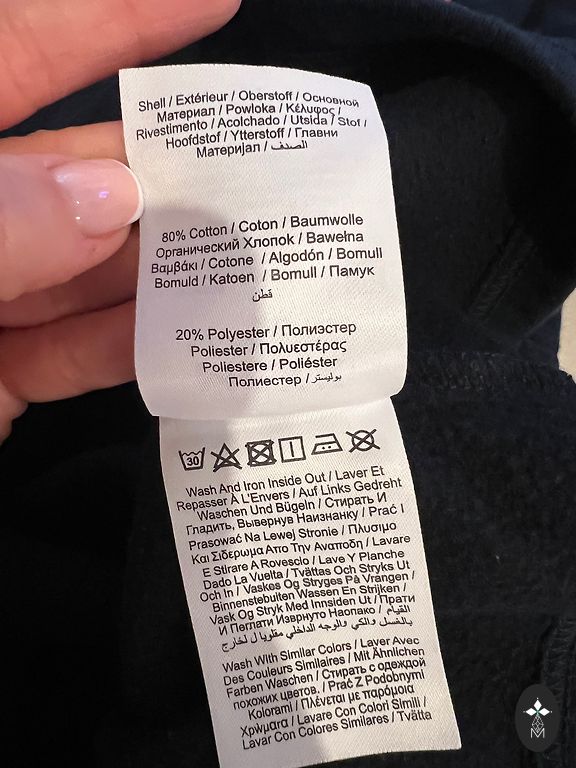 Shell / Extérieur / Oberstoff / Основной
Материал / Powloka / Κέλυφος /
Rivestimento / Acolchado / Utsida / Stof /
Hoofdstof / Ytterstoff / Главни
Материјал / الصدف
80% Cotton / Coton / Baumwolle
Органический Хлопок / Bawełna
Βαμβάκι / Cotone / Algodón / Bomull
Bomuld / Katoen / Bomull / Памук
قطن
20% Polyester / Полиэстер
Poliester / Πολυεστέρας
Poliestere / Poliéster
Полиестер / بوليستر
30
Wash And Iron Inside Out / Laver Et
Repasser À L'Envers / Auf Links Gedreht
Waschen Und Bügeln / Стирать И
Гладить, Вывернув Наизнанку / Prać I
Prasować Na Lewej Stronie / Πλυσιμο
Και Σιδερωμα Απο Την Αναποδη / Lavare
E Stirare A Rovescio / Lave Y Planche
Dado La Vuelta / Tvättas Och Stryks Ut
Och In / Vaskes Og Stryges På Vrangen /
Binnenstebuiten Wassen En Strijken /
Vask Og Stryk Med Innsiden Ut / Прати
И Пеглати Изврнуто Наопако / القيام
بالغسل والكي والوجه الداخلي مقلوبا ل لخارج
Wash With Similar Colors / Laver Avec
Des Couleurs Similaires / Mit Ähnlichen
Farben Waschen / Стирать с одеждой
похожих цветов. / Prać Z Podobnymi
Kolorami / Πλένεται με παρόμοια
Χρώματα / Lavare Con Colori Simili /
Lavar Con Colores Similares / Tvätta
M